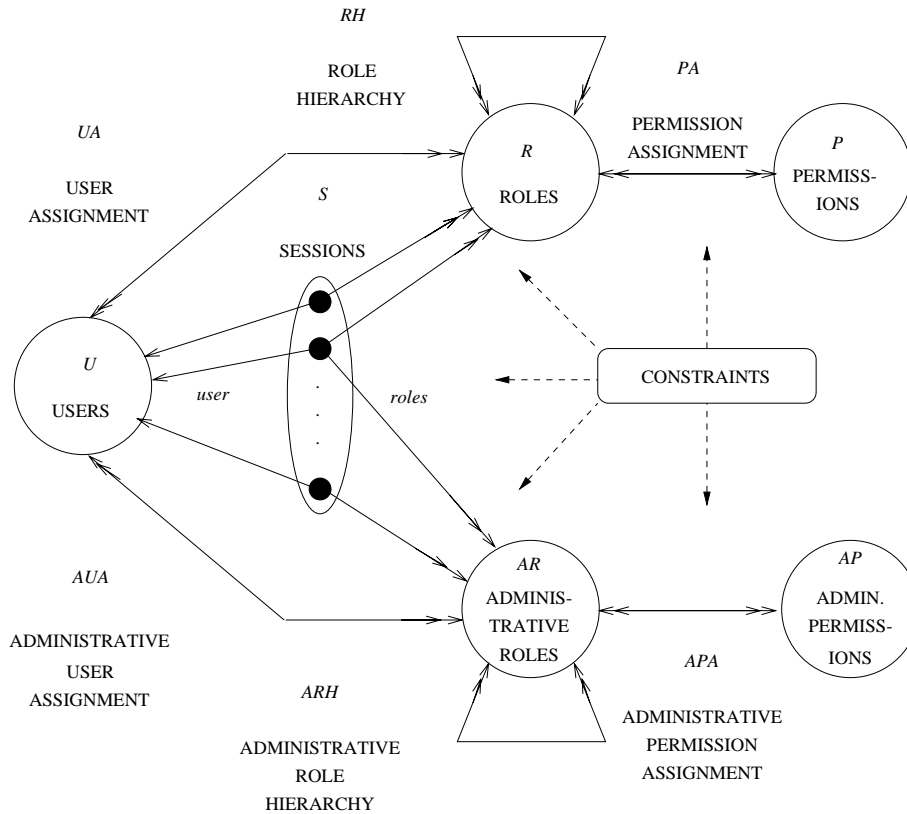 RH
ROLE
HIERARCHY
PA
PERMISSION
ASSIGNMENT
UA
USER
ASSIGNMENT
R
ROLES
P
PERMISS-
IONS
S
SESSIONS
U
USERS
user
.
.
.
.
roles
CONSTRAINTS
AUA
ADMINISTRATIVE
USER
ASSIGNMENT
AR
ADMINIS-
TRATIVE
ROLES
AP
ADMIN.
PERMISS-
IONS
ARH
ADMINISTRATIVE
ROLE
HIERARCHY
APA
ADMINISTRATIVE
PERMISSION
ASSIGNMENT